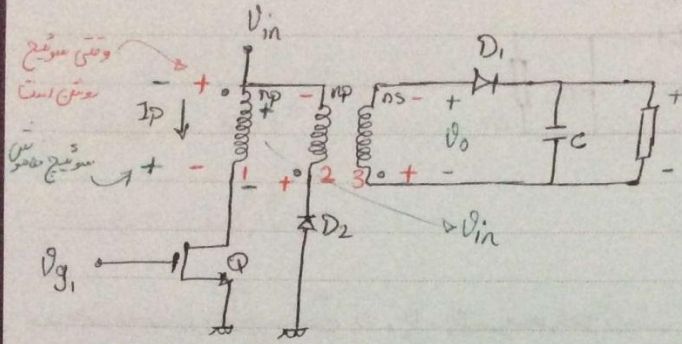 Vin
D₁
وقتی سوئیچ
روشن است
- + np - np ns - +
Ip + V₀ C +
سوئیچ خاموش
+ - 1 - + 2 3 + - -
D₂ Vin
Vg₁ Q